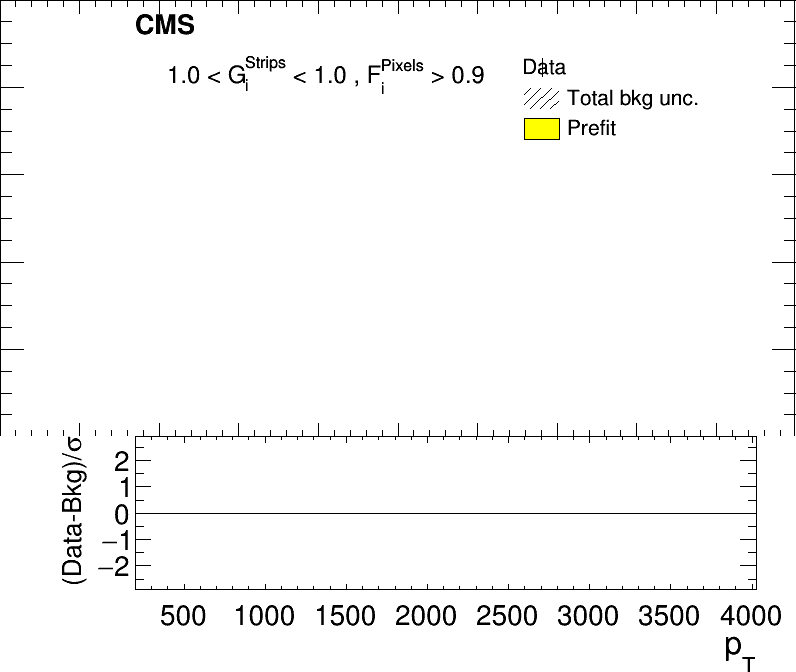 CMS
1.0 < G_i^Strips < 1.0 , F_i^Pixels > 0.9
Data
Total bkg unc.
Prefit
(Data-Bkg)/σ
2
1
0
−1
−2
500 1000 1500 2000 2500 3000 3500 4000
p_T